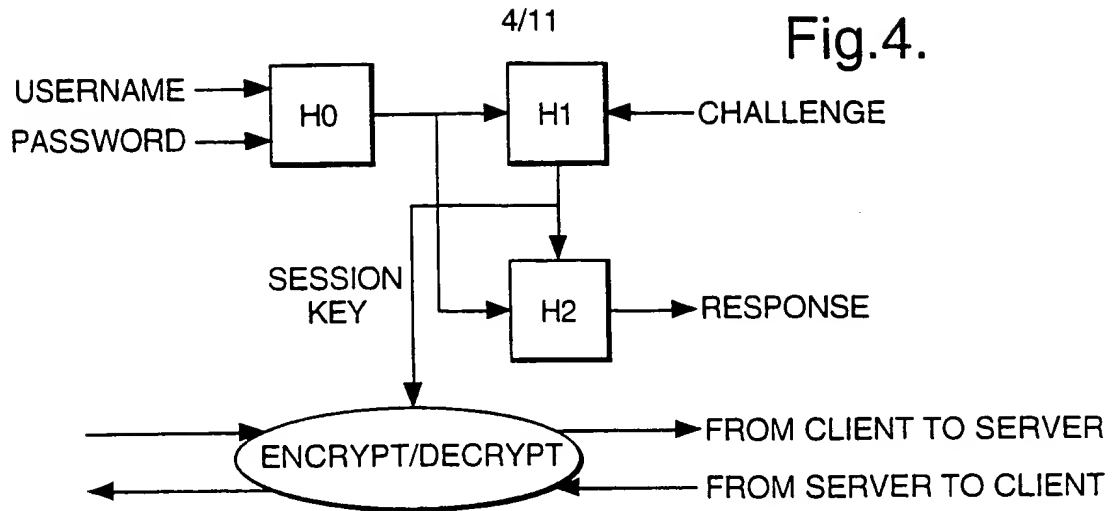 4/11
Fig.4.
USERNAME
PASSWORD
H0
H1
CHALLENGE
SESSION
KEY
H2
RESPONSE
ENCRYPT/DECRYPT
FROM CLIENT TO SERVER
FROM SERVER TO CLIENT